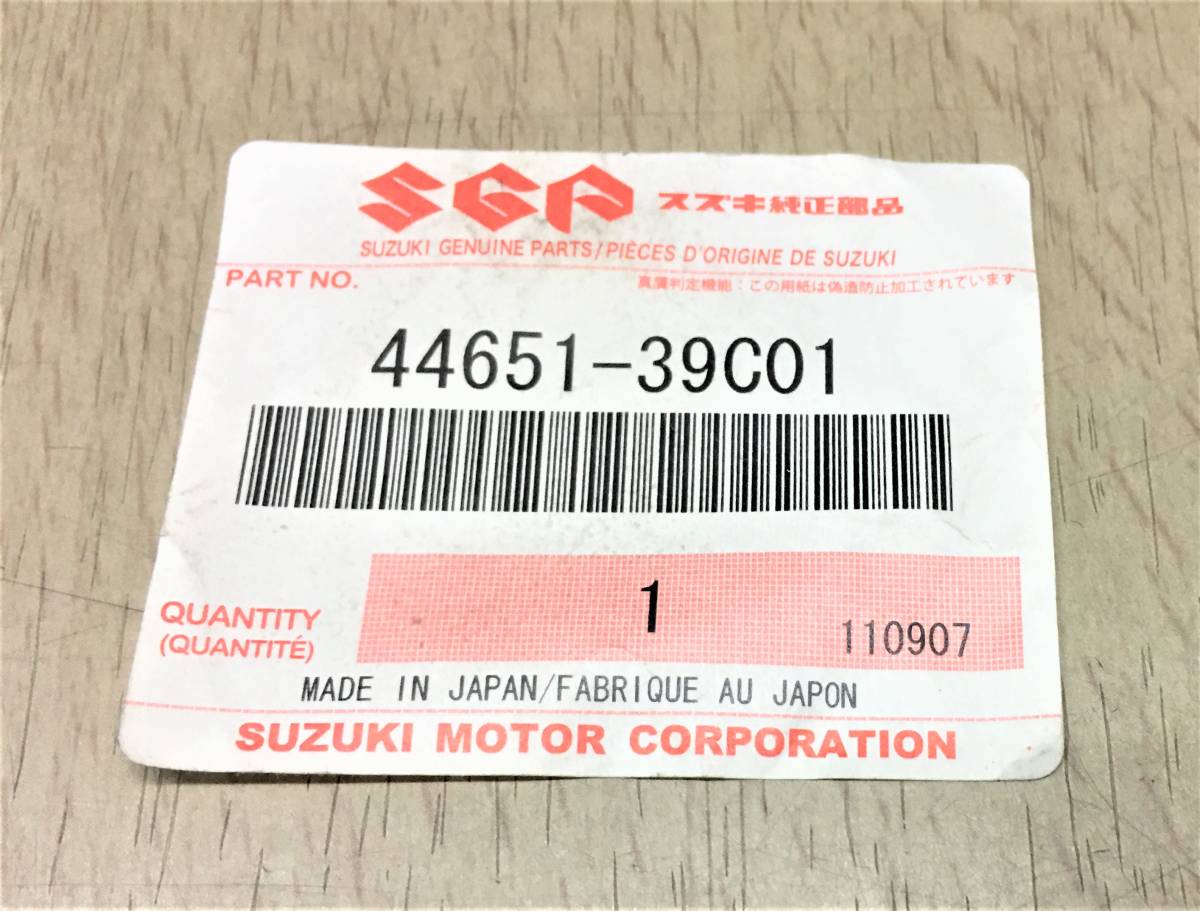 SGP スズキ純正部品
SUZUKI GENUINE PARTS/PIÈCES D'ORIGINE DE SUZUKI
PART NO. 真贋判定機能：この用紙は偽造防止加工されています
44651-39C01
QUANTITY 1
(QUANTITÉ) 110907
MADE IN JAPAN/FABRIQUE AU JAPON
SUZUKI MOTOR CORPORATION